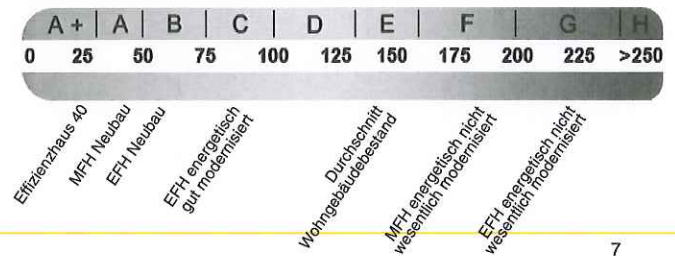 A+ | A | B | C | D | E | F | G | H
0 25 50 75 100 125 150 175 200 225 >250
Effizienzhaus 40
MFH Neubau
EFH Neubau
EFH energetisch
gut modernisiert
Durchschnitt
Wohngebäudebestand
MFH energetisch nicht
wesentlich modernisiert
EFH energetisch nicht
wesentlich modernisiert
7